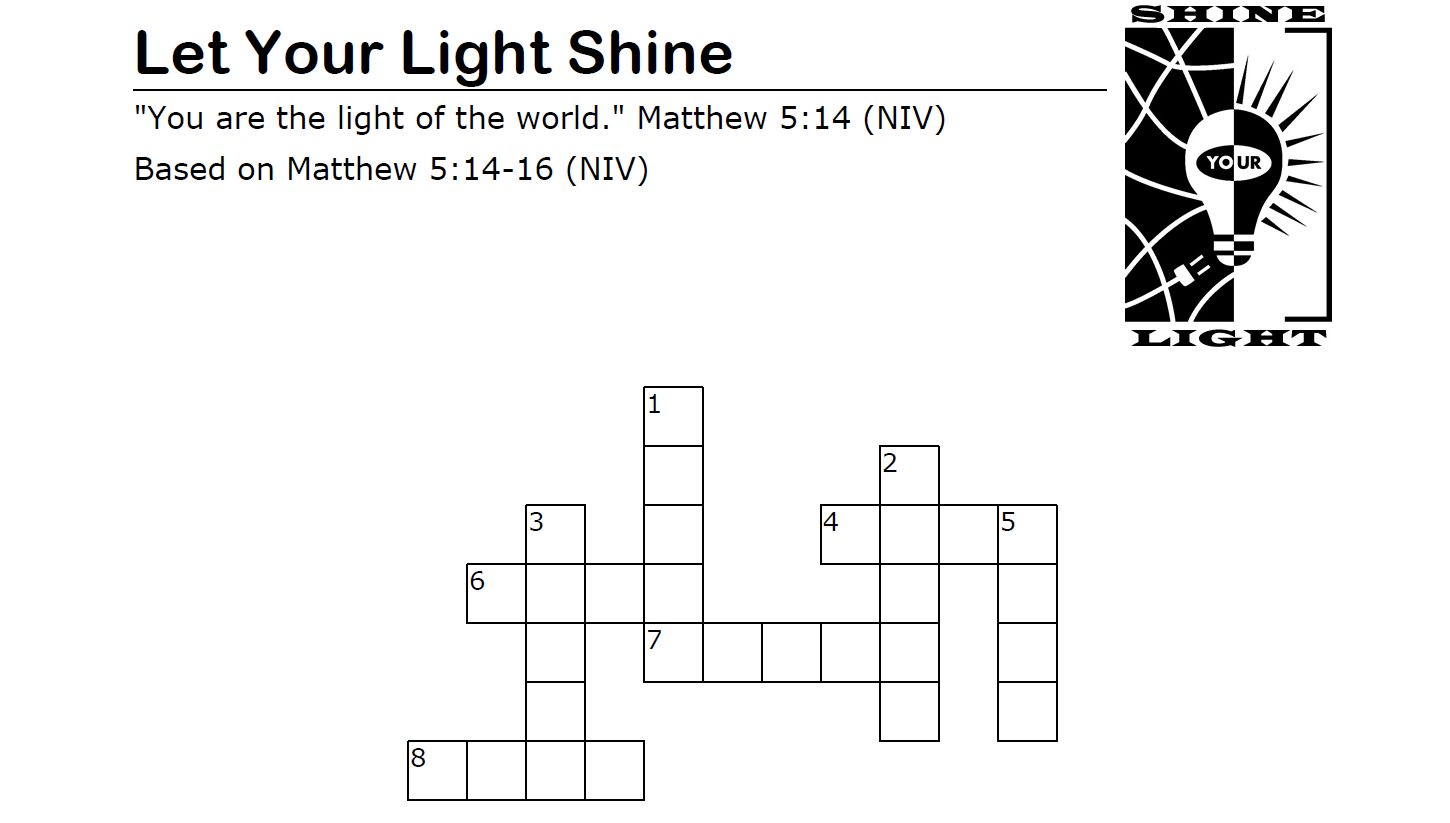 SHINE
Let Your Light Shine
"You are the light of the world." Matthew 5:14 (NIV)
Based on Matthew 5:14-16 (NIV)
YOUR
LIGHT
1
2
3
4
5
6
7
8